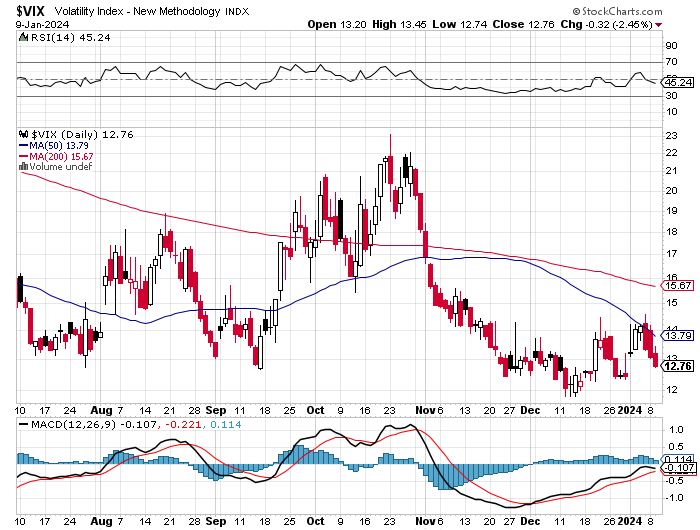 $VIX Volatility Index - New Methodology INDX © StockCharts.com
9-Jan-2024 Open 13.20 High 13.45 Low 12.74 Close 12.76 Chg -0.32 (-2.45%)
RSI(14) 45.24
90
70
50
45.24
30
10
$VIX (Daily) 12.76
MA(50) 13.79
MA(200) 15.67
Volume undef
23
22
21
20
19
18
17
16
15.67
15
14
13.79
13
12.76
12
10 17 24 Aug 7 14 21 28 Sep 11 18 25 Oct 9 16 23 Nov 6 13 20 27 Dec 11 18 26 2024 8
MACD(12,26,9) -0.107, -0.221, 0.114
1.0
0.5
0.114
-0.107
-0.5
-1.0
10 17 24 Aug 7 14 21 28 Sep 11 18 25 Oct 9 16 23 Nov 6 13 20 27 Dec 11 18 26 2024 8